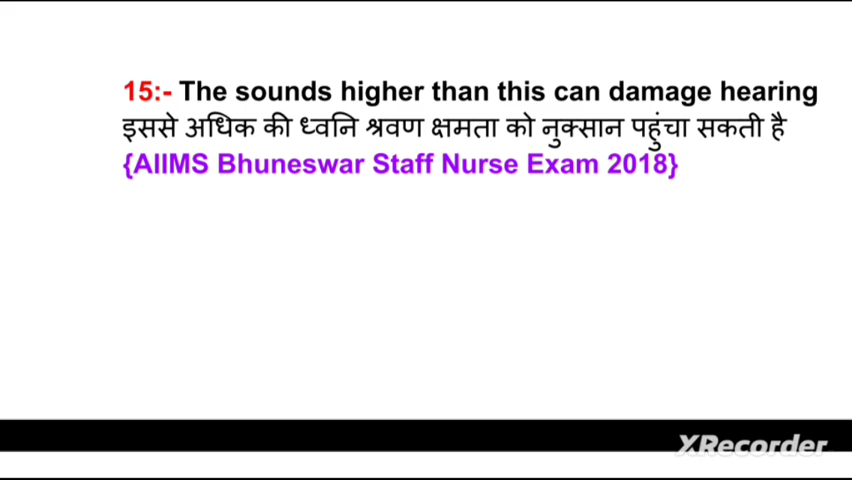 15:- The sounds higher than this can damage hearing
इससे अधिक की ध्वनि श्रवण क्षमता को नुक्सान पहुंचा सकती है
{AIIMS Bhuneswar Staff Nurse Exam 2018}
XRecorder